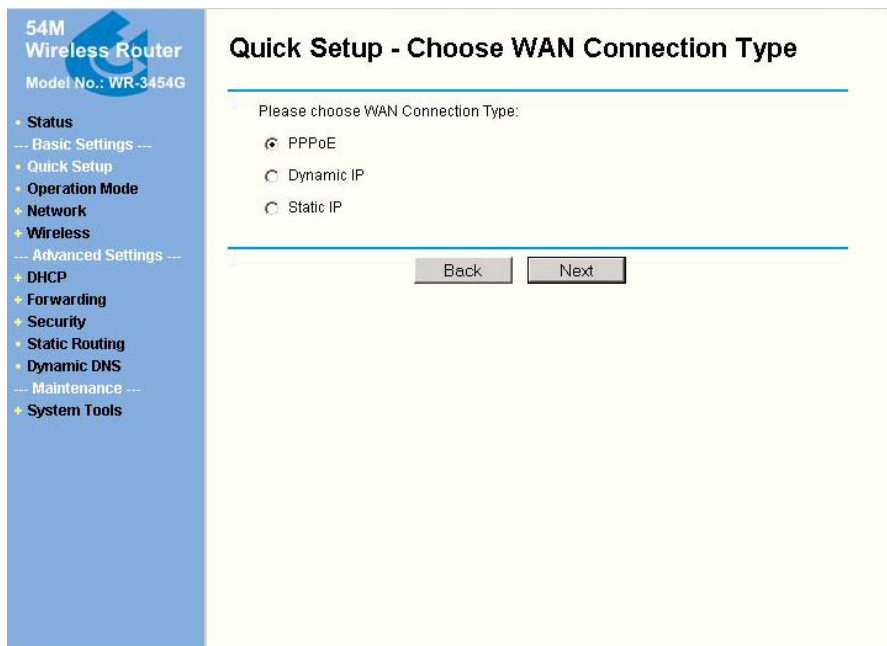 54M
Wireless Router
Model No.: WR-3454G
Status
--- Basic Settings ---
Quick Setup
Operation Mode
Network
Wireless
--- Advanced Settings ---
DHCP
Forwarding
Security
Static Routing
Dynamic DNS
--- Maintenance ---
System Tools
Quick Setup - Choose WAN Connection Type
Please choose WAN Connection Type:
PPPoE
Dynamic IP
Static IP
Back Next